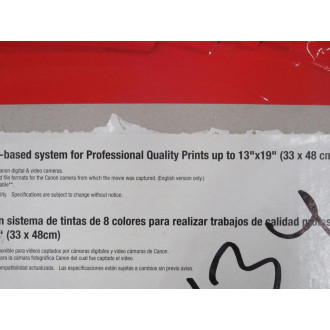 -based system for Professional Quality Prints up to 13"x19" (33 x 48 cm
anon digital & video cameras.
d file formats for the Canon camera from which the movie was captured. (English version only.)
table**.
ity. Specifications are subject to change without notice.
n sistema de tintas de 8 colores para realizar trabajos de calidad
" (33 x 48cm)
ponible para videos captados por cámaras digitales y video cámaras de Canon.
la cámara fotográfica Canon del cual fue captado el video.
ompatibilidad actualizada. Las especificaciones están sujetas a cambios sin previo aviso.